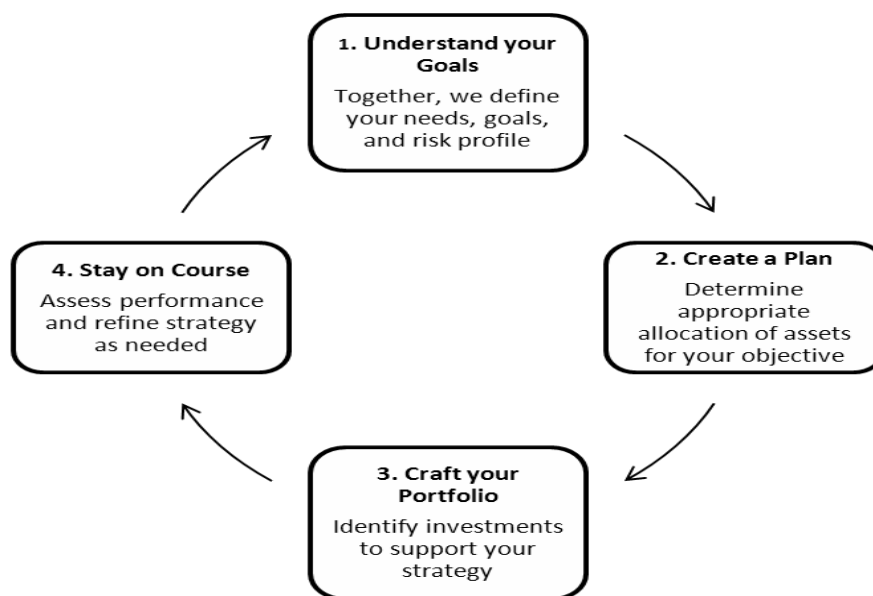 1. Understand your
Goals
Together, we define
your needs, goals,
and risk profile
2. Create a Plan
Determine
appropriate
allocation of assets
for your objective
3. Craft your
Portfolio
Identify investments
to support your
strategy
4. Stay on Course
Assess performance
and refine strategy
as needed